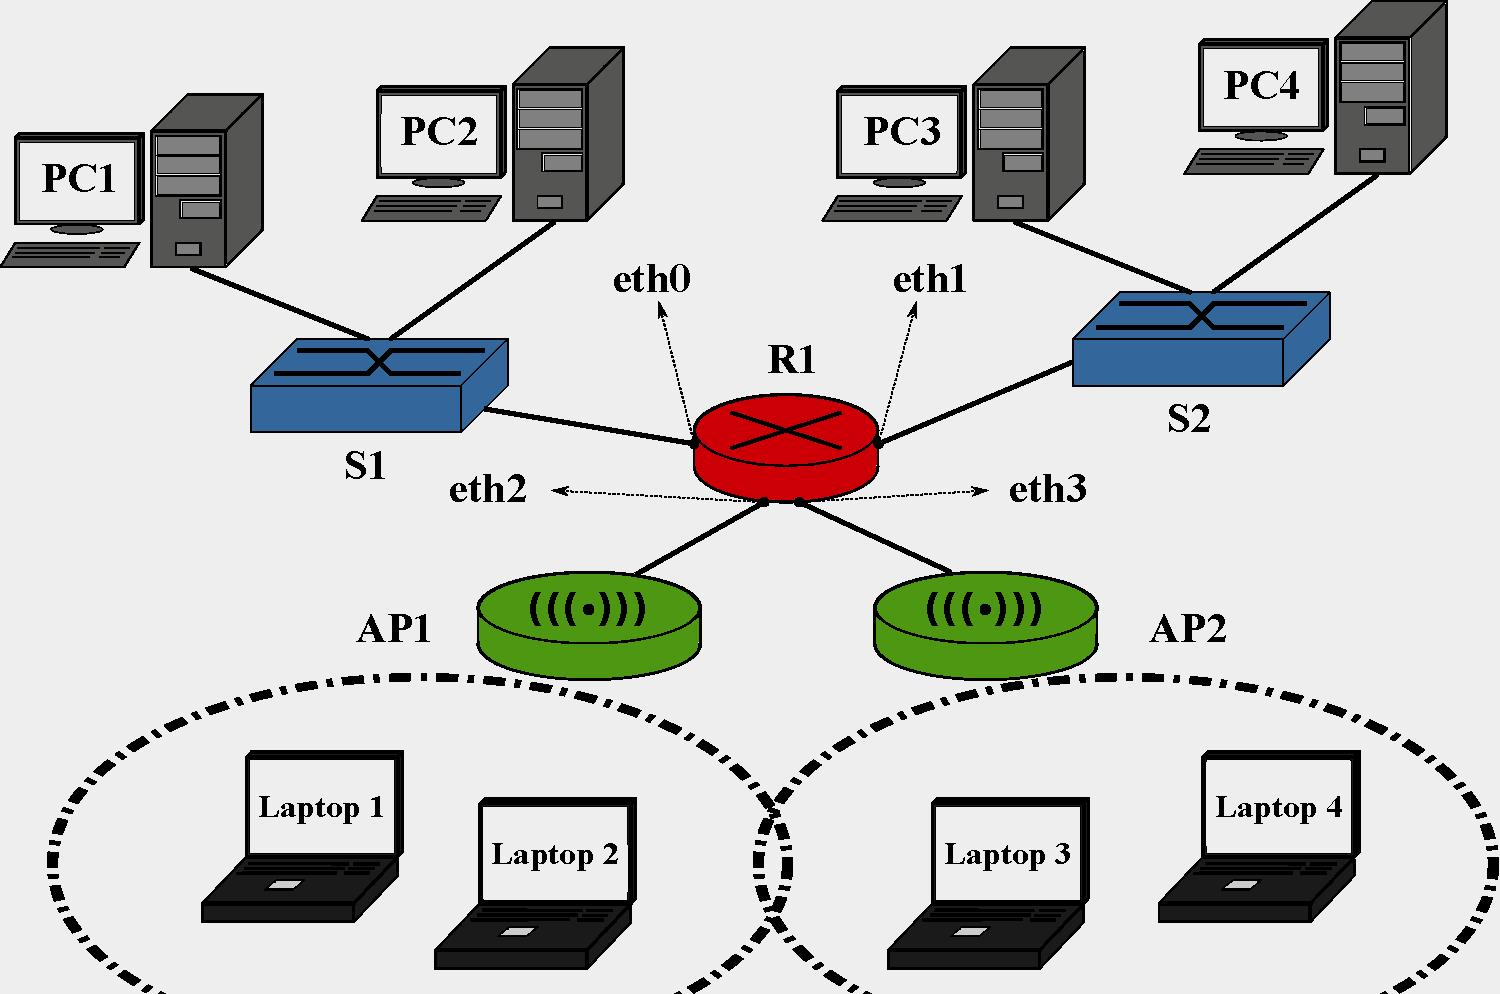 PC1
PC2
PC3
PC4
eth0
eth1
R1
S1
S2
eth2
eth3
AP1
(((•)))
(((•)))
AP2
Laptop 1
Laptop 2
Laptop 3
Laptop 4